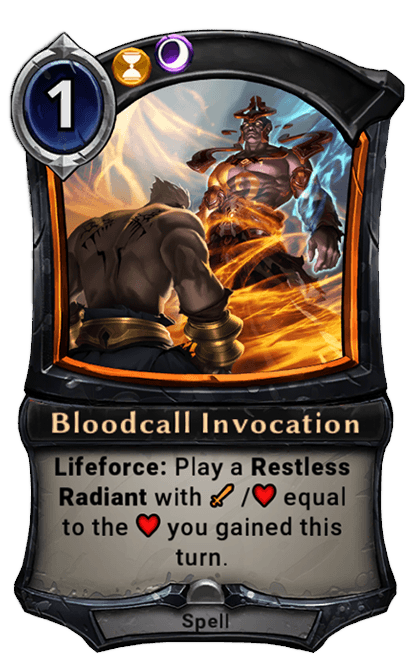 1
Bloodcall Invocation
Lifeforce: Play a Restless
Radiant with / equal
to the you gained this
turn.
Spell